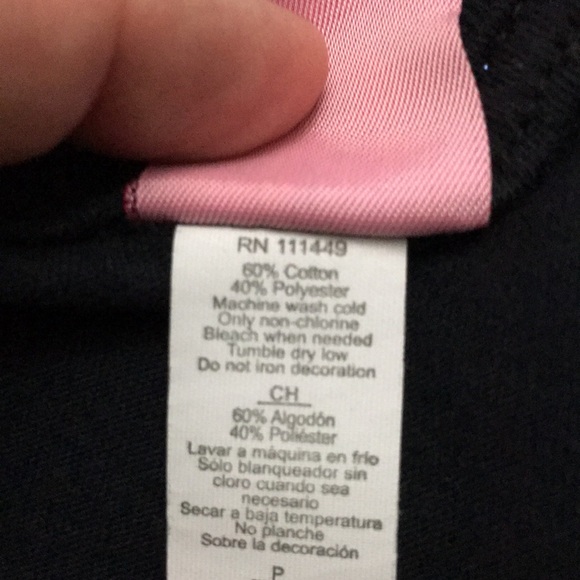 RN 111449
60% Cotton
40% Polyester
Machine wash cold
Only non-chlorine
Bleach when needed
Tumble dry low
Do not iron decoration
CH
60% Algodón
40% Poliéster
Lavar a máquina en frío
Sólo blanqueador sin
cloro cuando sea
necesario
Secar a baja temperatura
No planche
Sobre la decoración
P